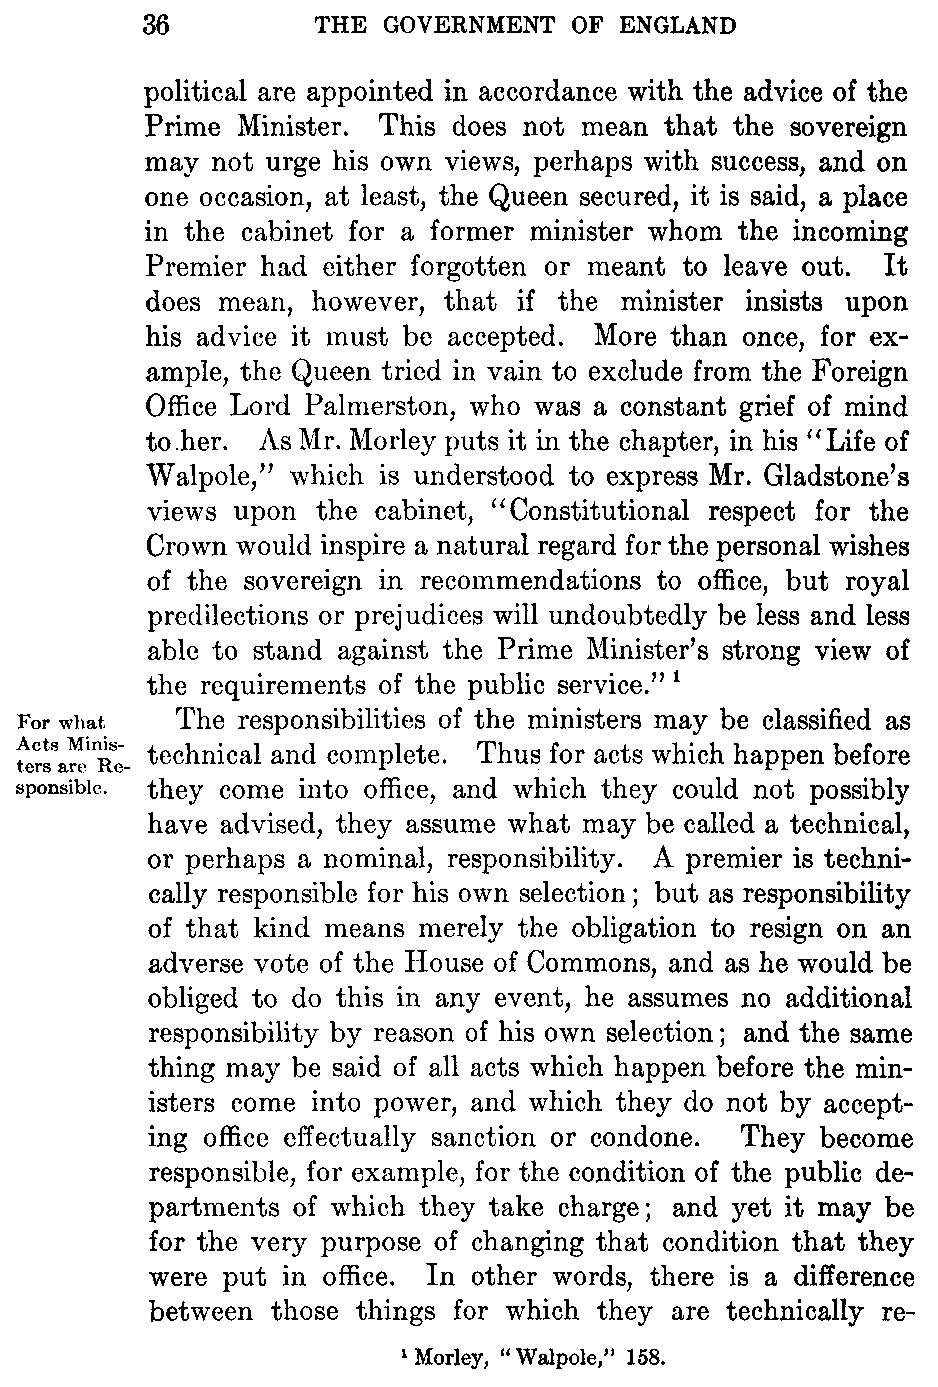 36 THE GOVERNMENT OF ENGLAND
political are appointed in accordance with the advice of the
Prime Minister. This does not mean that the sovereign
may not urge his own views, perhaps with success, and on
one occasion, at least, the Queen secured, it is said, a place
in the cabinet for a former minister whom the incoming
Premier had either forgotten or meant to leave out. It
does mean, however, that if the minister insists upon
his advice it must be accepted. More than once, for ex-
ample, the Queen tried in vain to exclude from the Foreign
Office Lord Palmerston, who was a constant grief of mind
to her. As Mr. Morley puts it in the chapter, in his “Life of
Walpole,” which is understood to express Mr. Gladstone’s
views upon the cabinet, “Constitutional respect for the
Crown would inspire a natural regard for the personal wishes
of the sovereign in recommendations to office, but royal
predilections or prejudices will undoubtedly be less and less
able to stand against the Prime Minister’s strong view of
the requirements of the public service.” ¹
For what
Acts Minis-
ters are Re-
sponsible.
The responsibilities of the ministers may be classified as
technical and complete. Thus for acts which happen before
they come into office, and which they could not possibly
have advised, they assume what may be called a technical,
or perhaps a nominal, responsibility. A premier is techni-
cally responsible for his own selection; but as responsibility
of that kind means merely the obligation to resign on an
adverse vote of the House of Commons, and as he would be
obliged to do this in any event, he assumes no additional
responsibility by reason of his own selection; and the same
thing may be said of all acts which happen before the min-
isters come into power, and which they do not by accept-
ing office effectually sanction or condone. They become
responsible, for example, for the condition of the public de-
partments of which they take charge; and yet it may be
for the very purpose of changing that condition that they
were put in office. In other words, there is a difference
between those things for which they are technically re-
¹ Morley, “Walpole,” 158.